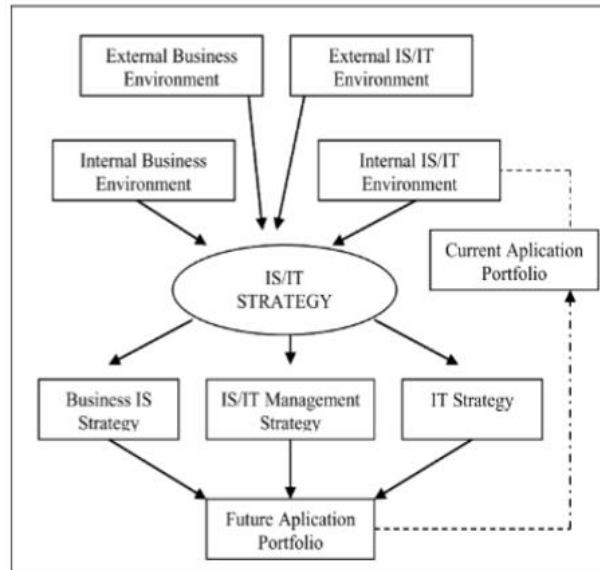 External Business
Environment
External IS/IT
Environment
Internal Business
Environment
Internal IS/IT
Environment
Current Aplication
Portfolio
IS/IT
STRATEGY
Business IS
Strategy
IS/IT Management
Strategy
IT Strategy
Future Aplication
Portfolio